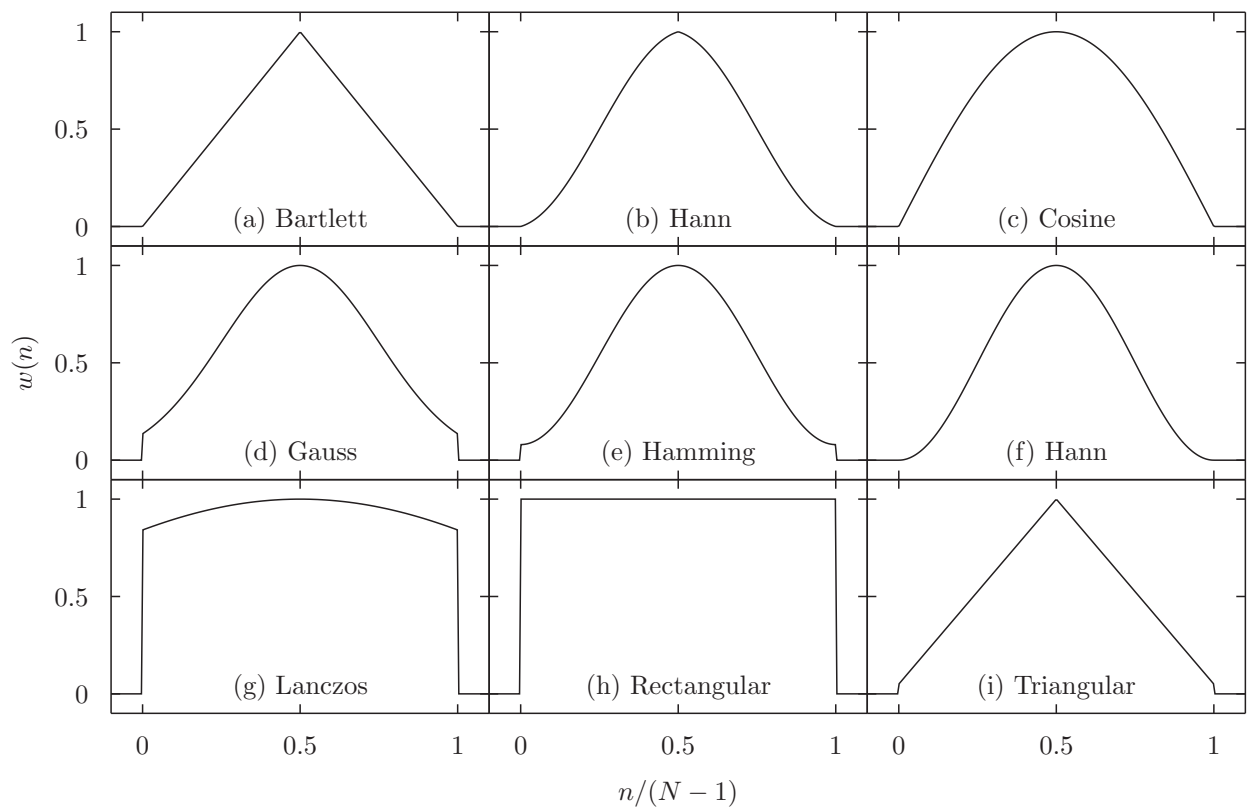 1
0.5
0
(a) Bartlett
(b) Hann
(c) Cosine
1
0.5
0
w(n)
(d) Gauss
(e) Hamming
(f) Hann
1
0.5
0
(g) Lanczos
(h) Rectangular
(i) Triangular
0 0.5 1
0 0.5 1
0 0.5 1
n/(N − 1)